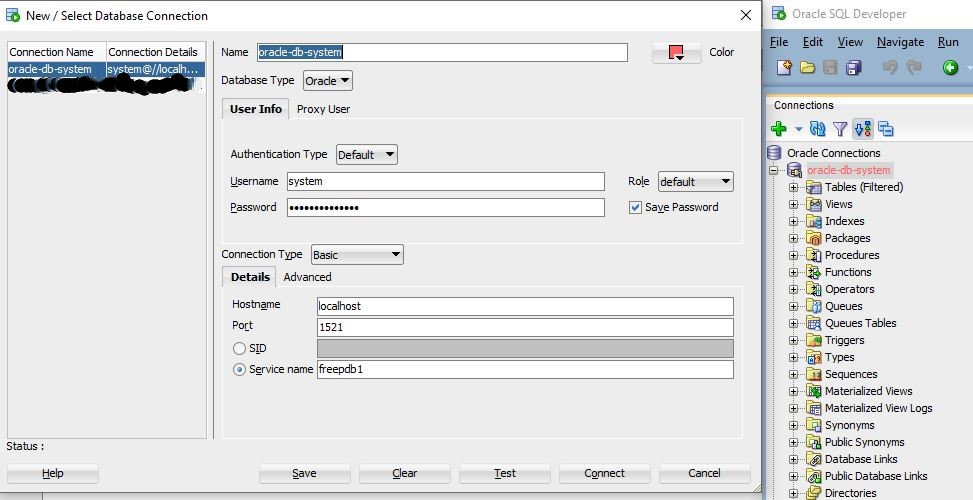 New / Select Database Connection
Connection Name Connection Details
oracle-db-system system@//localh...
Name oracle-db-system Color
Database Type Oracle
User Info Proxy User
Authentication Type Default
Username system Role default
Password •••••••••••••• Save Password
Connection Type Basic
Details Advanced
Hostname localhost
Port 1521
SID
Service name freepdb1
Status :
Help Save Clear Test Connect Cancel
Oracle SQL Developer
File Edit View Navigate Run
Connections
Oracle Connections
oracle-db-system
Tables (Filtered)
Views
Indexes
Packages
Procedures
Functions
Operators
Queues
Queues Tables
Triggers
Types
Sequences
Materialized Views
Materialized View Logs
Synonyms
Public Synonyms
Database Links
Public Database Links
Directories